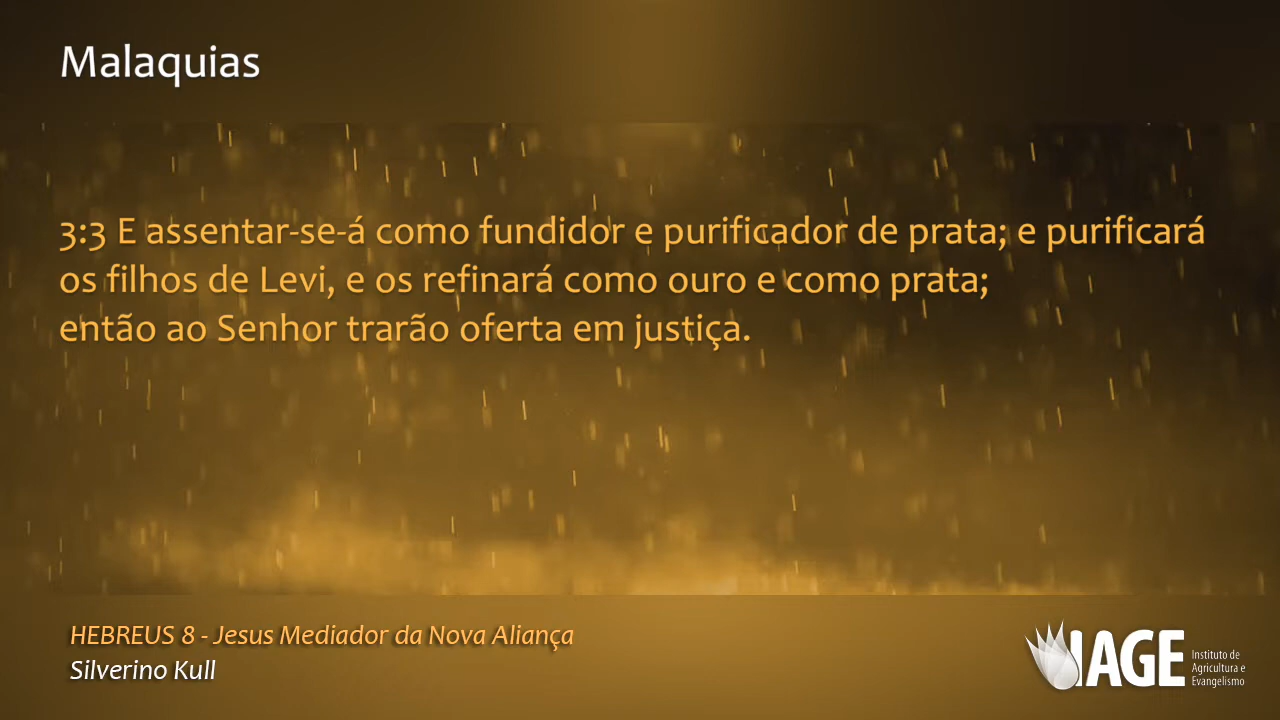 Malaquias
3:3 E assentar-se-á como fundidor e purificador de prata; e purificará
os filhos de Levi, e os refinará como ouro e como prata;
então ao Senhor trarão oferta em justiça.
HEBREUS 8 - Jesus Mediador da Nova Aliança
Silverino Kull
IAGE
Instituto de
Agricultura e
Evangelismo